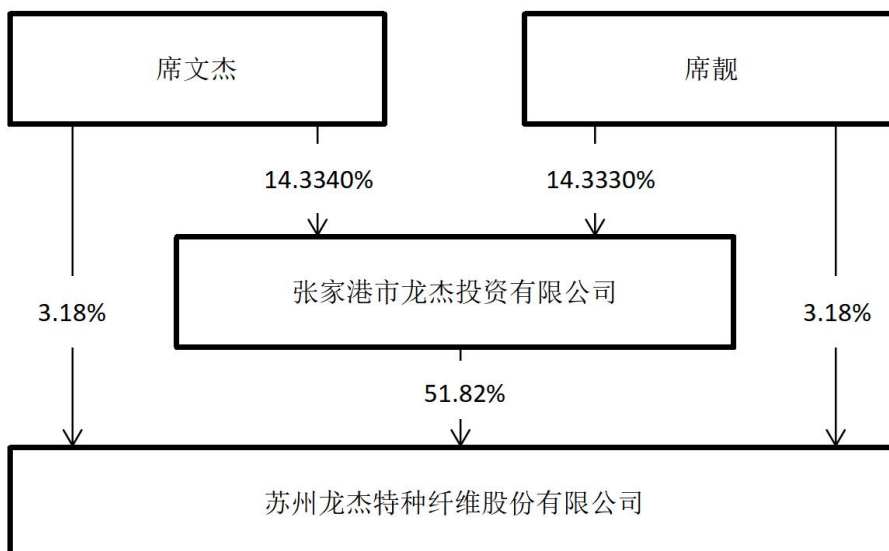 席文杰
席靓
14.3340%
14.3330%
张家港市龙杰投资有限公司
3.18%
3.18%
51.82%
苏州龙杰特种纤维股份有限公司